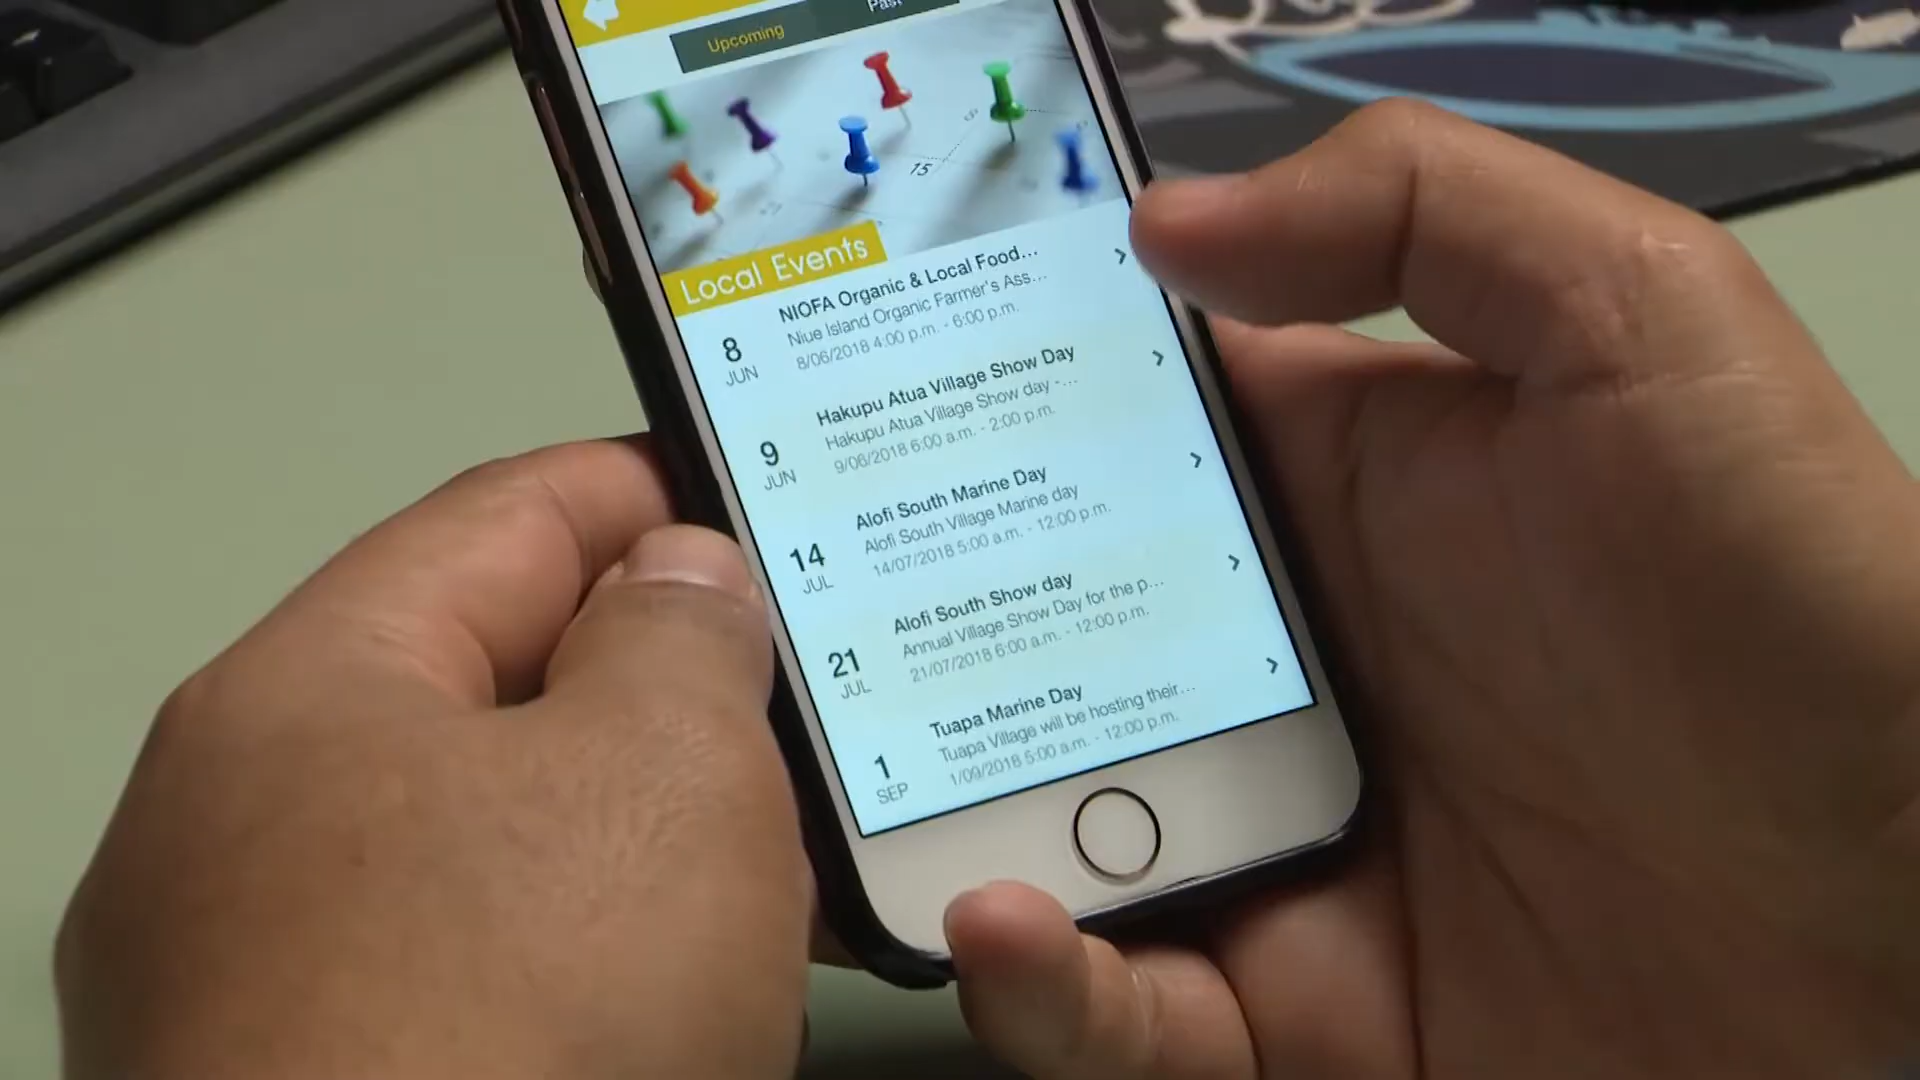 Upcoming
Past
15
Local Events
8
JUN
NIOFA Organic & Local Food...
Niue Island Organic Farmer's Ass...
8/06/2018 4:00 p.m. - 6:00 p.m.
9
JUN
Hakupu Atua Village Show Day
Hakupu Atua Village Show day -...
9/06/2018 6:00 a.m. - 2:00 p.m.
14
JUL
Alofi South Marine Day
Alofi South Village Marine day
14/07/2018 5:00 a.m. - 12:00 p.m.
21
JUL
Alofi South Show day
Annual Village Show Day for the p...
21/07/2018 6:00 a.m. - 12:00 p.m.
1
SEP
Tuapa Marine Day
Tuapa Village will be hosting their...
1/09/2018 5:00 a.m. - 12:00 p.m.